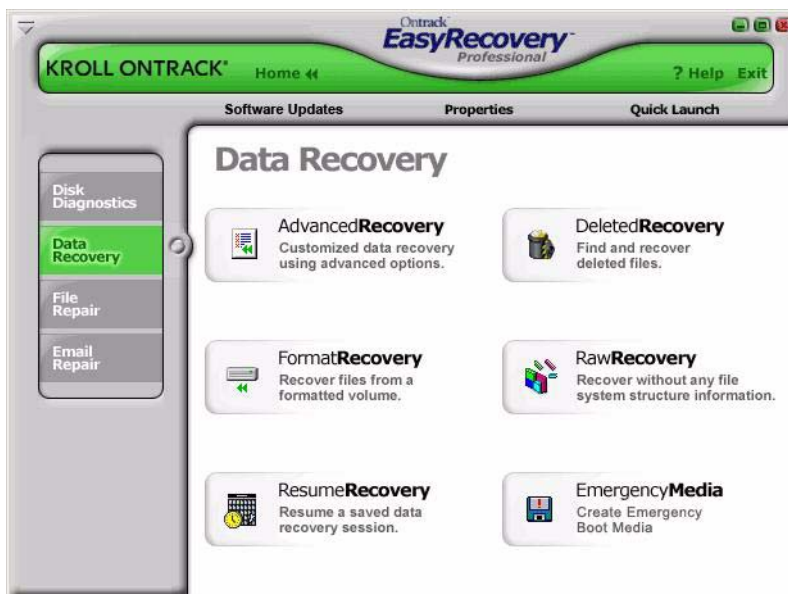 Ontrack®
EasyRecovery™
Professional
KROLL ONTRACK®
Home
? Help
Exit
Software Updates
Properties
Quick Launch
Disk
Diagnostics
Data
Recovery
File
Repair
Email
Repair
Data Recovery
AdvancedRecovery
Customized data recovery
using advanced options.
DeletedRecovery
Find and recover
deleted files.
FormatRecovery
Recover files from a
formatted volume.
RawRecovery
Recover without any file
system structure information.
ResumeRecovery
Resume a saved data
recovery session.
EmergencyMedia
Create Emergency
Boot Media